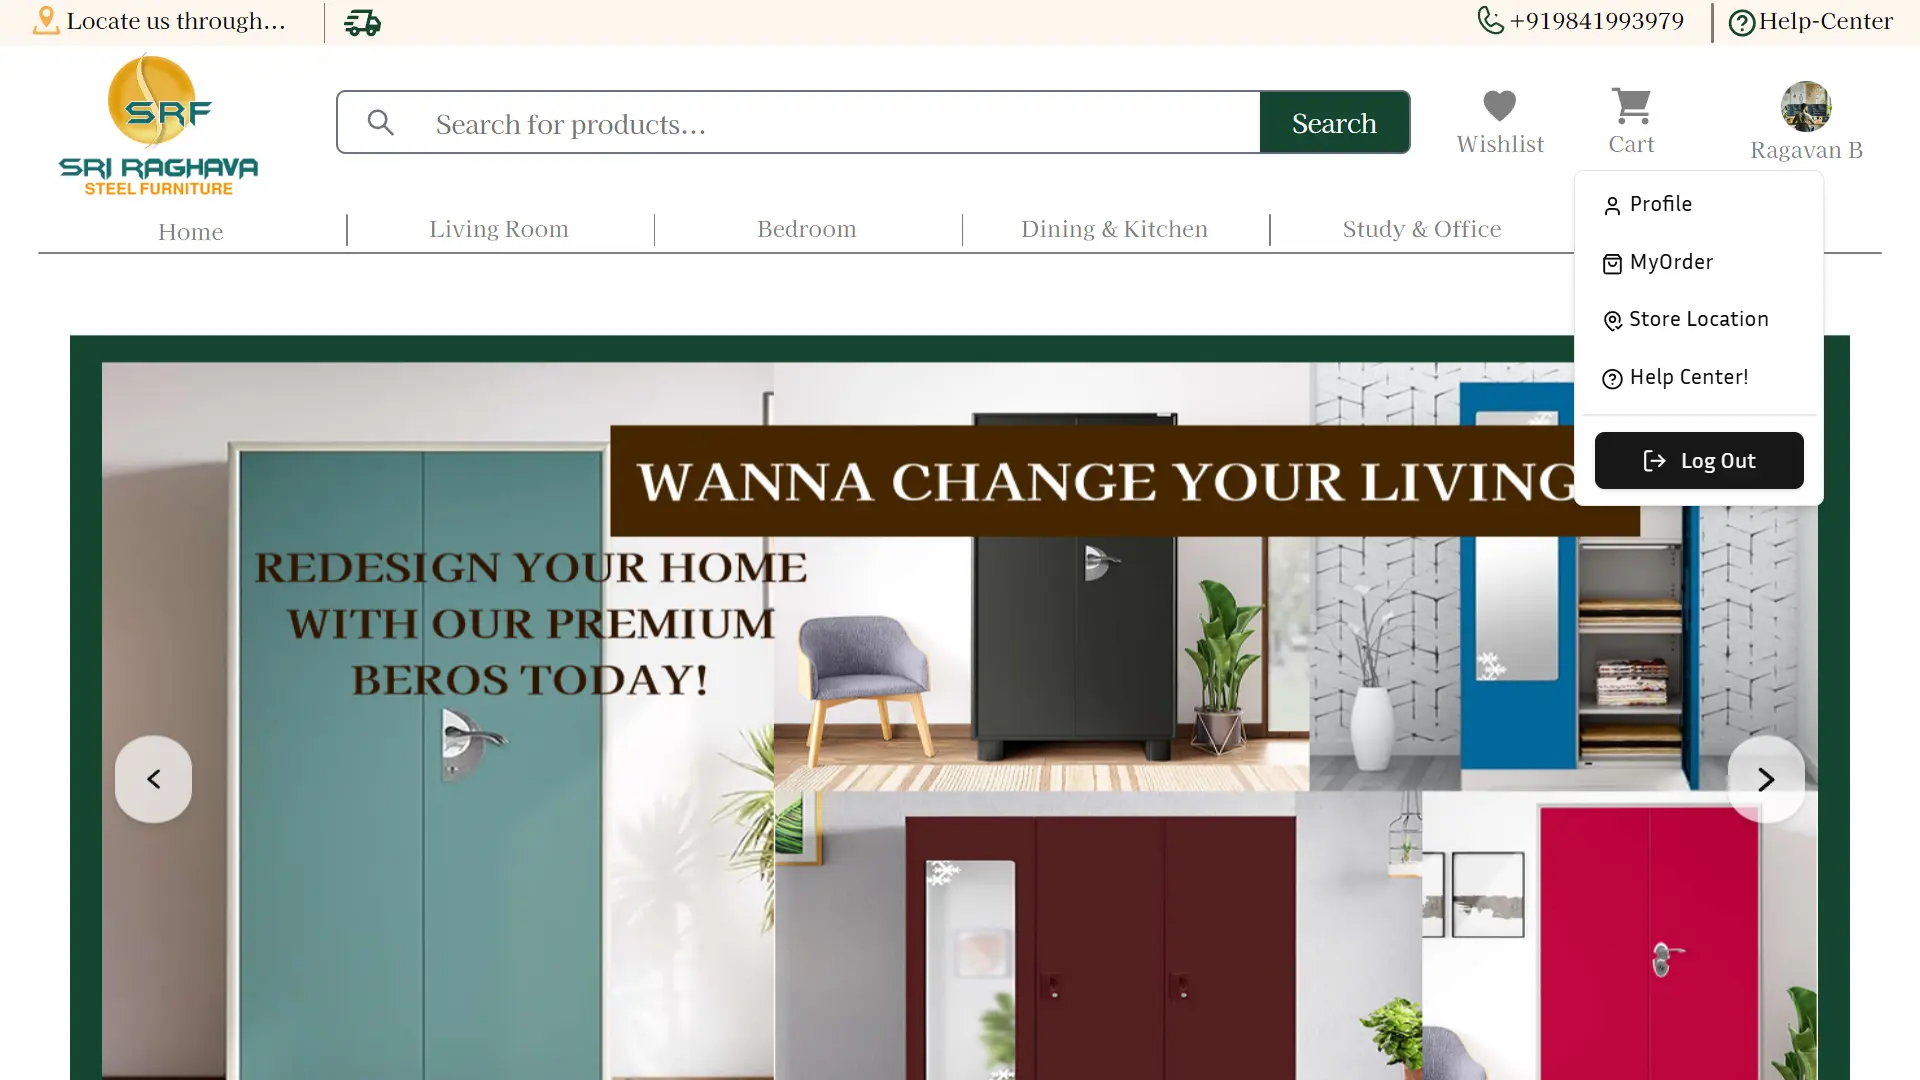 Locate us through...
+919841993979
Help-Center
SRF
SRI RAGHAVA
STEEL FURNITURE
Search for products...
Search
Wishlist
Cart
Ragavan B
Home
Living Room
Bedroom
Dining & Kitchen
Study & Office
Profile
MyOrder
Store Location
Help Center!
Log Out
WANNA CHANGE YOUR LIVING
REDESIGN YOUR HOME
WITH OUR PREMIUM
BEROS TODAY!